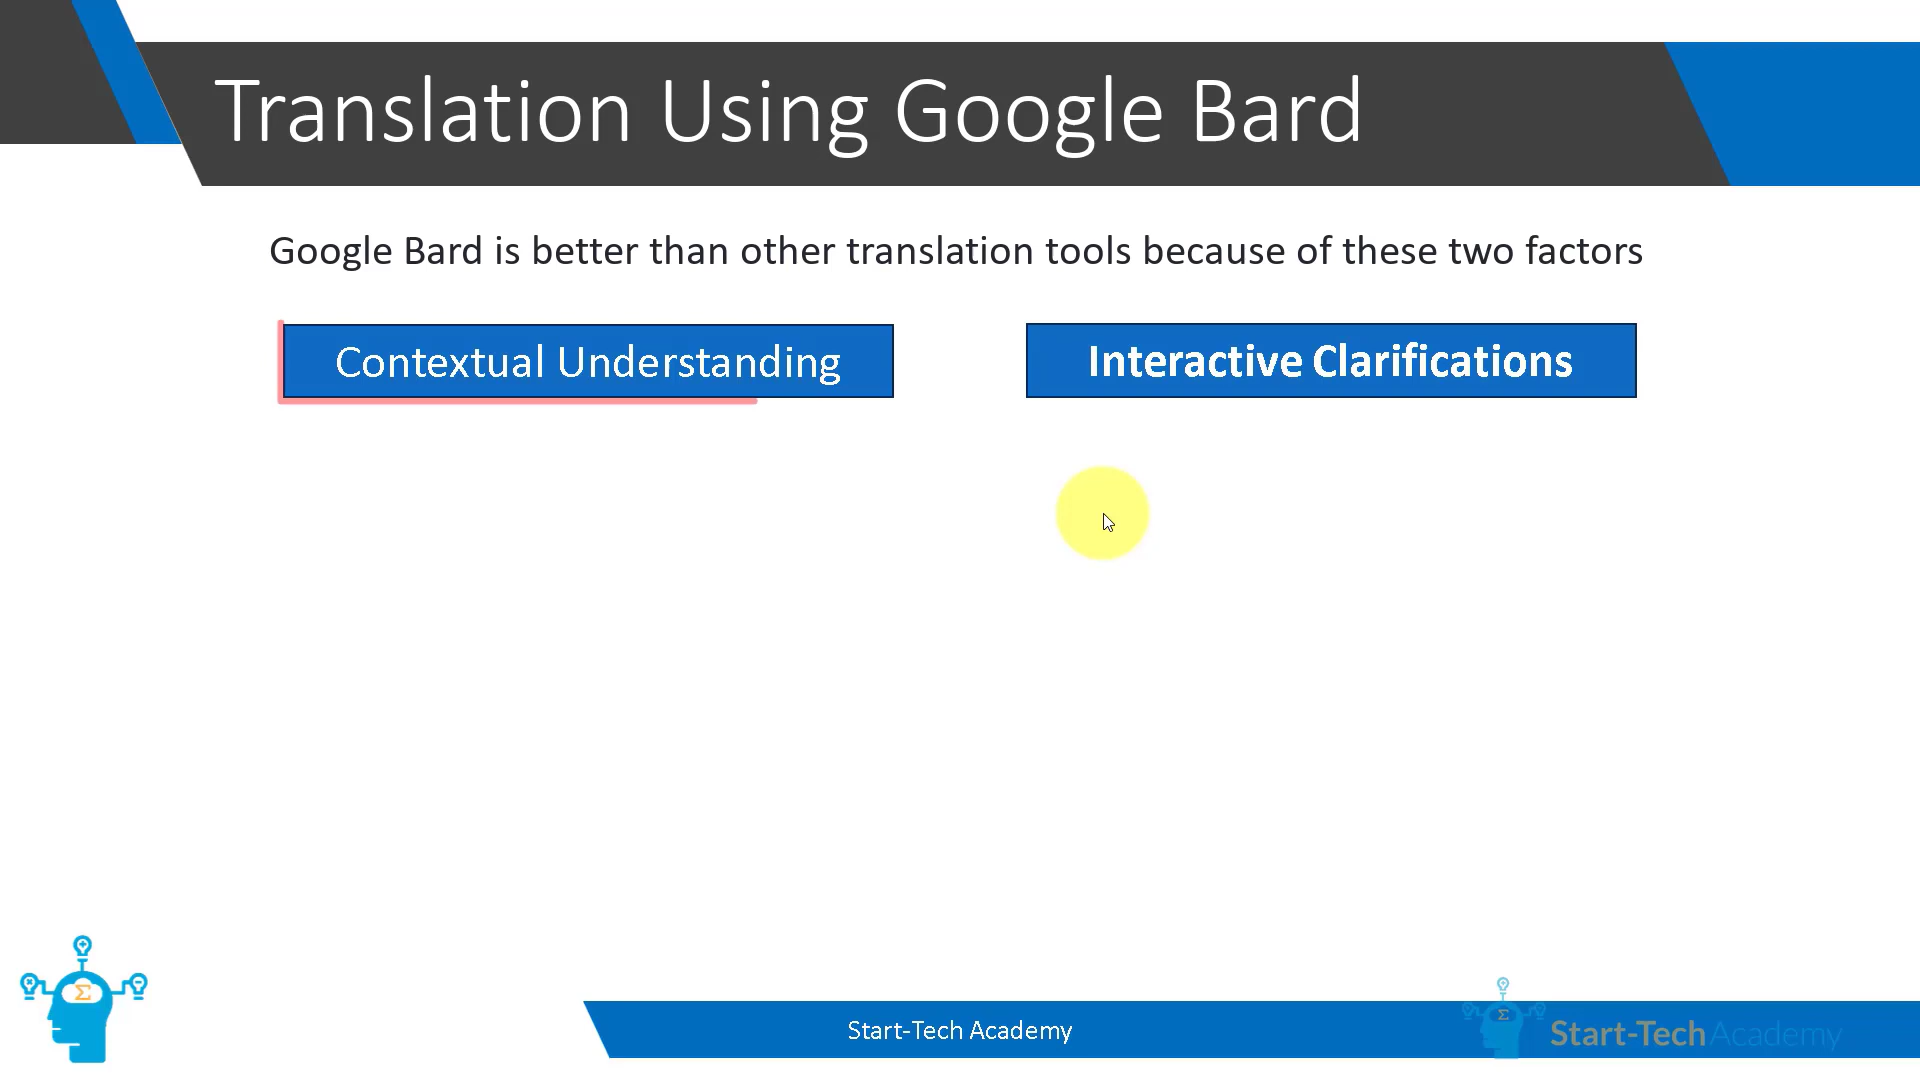 Translation Using Google Bard
Google Bard is better than other translation tools because of these two factors
Contextual Understanding
Interactive Clarifications
Start-Tech Academy
Start-Tech Academy